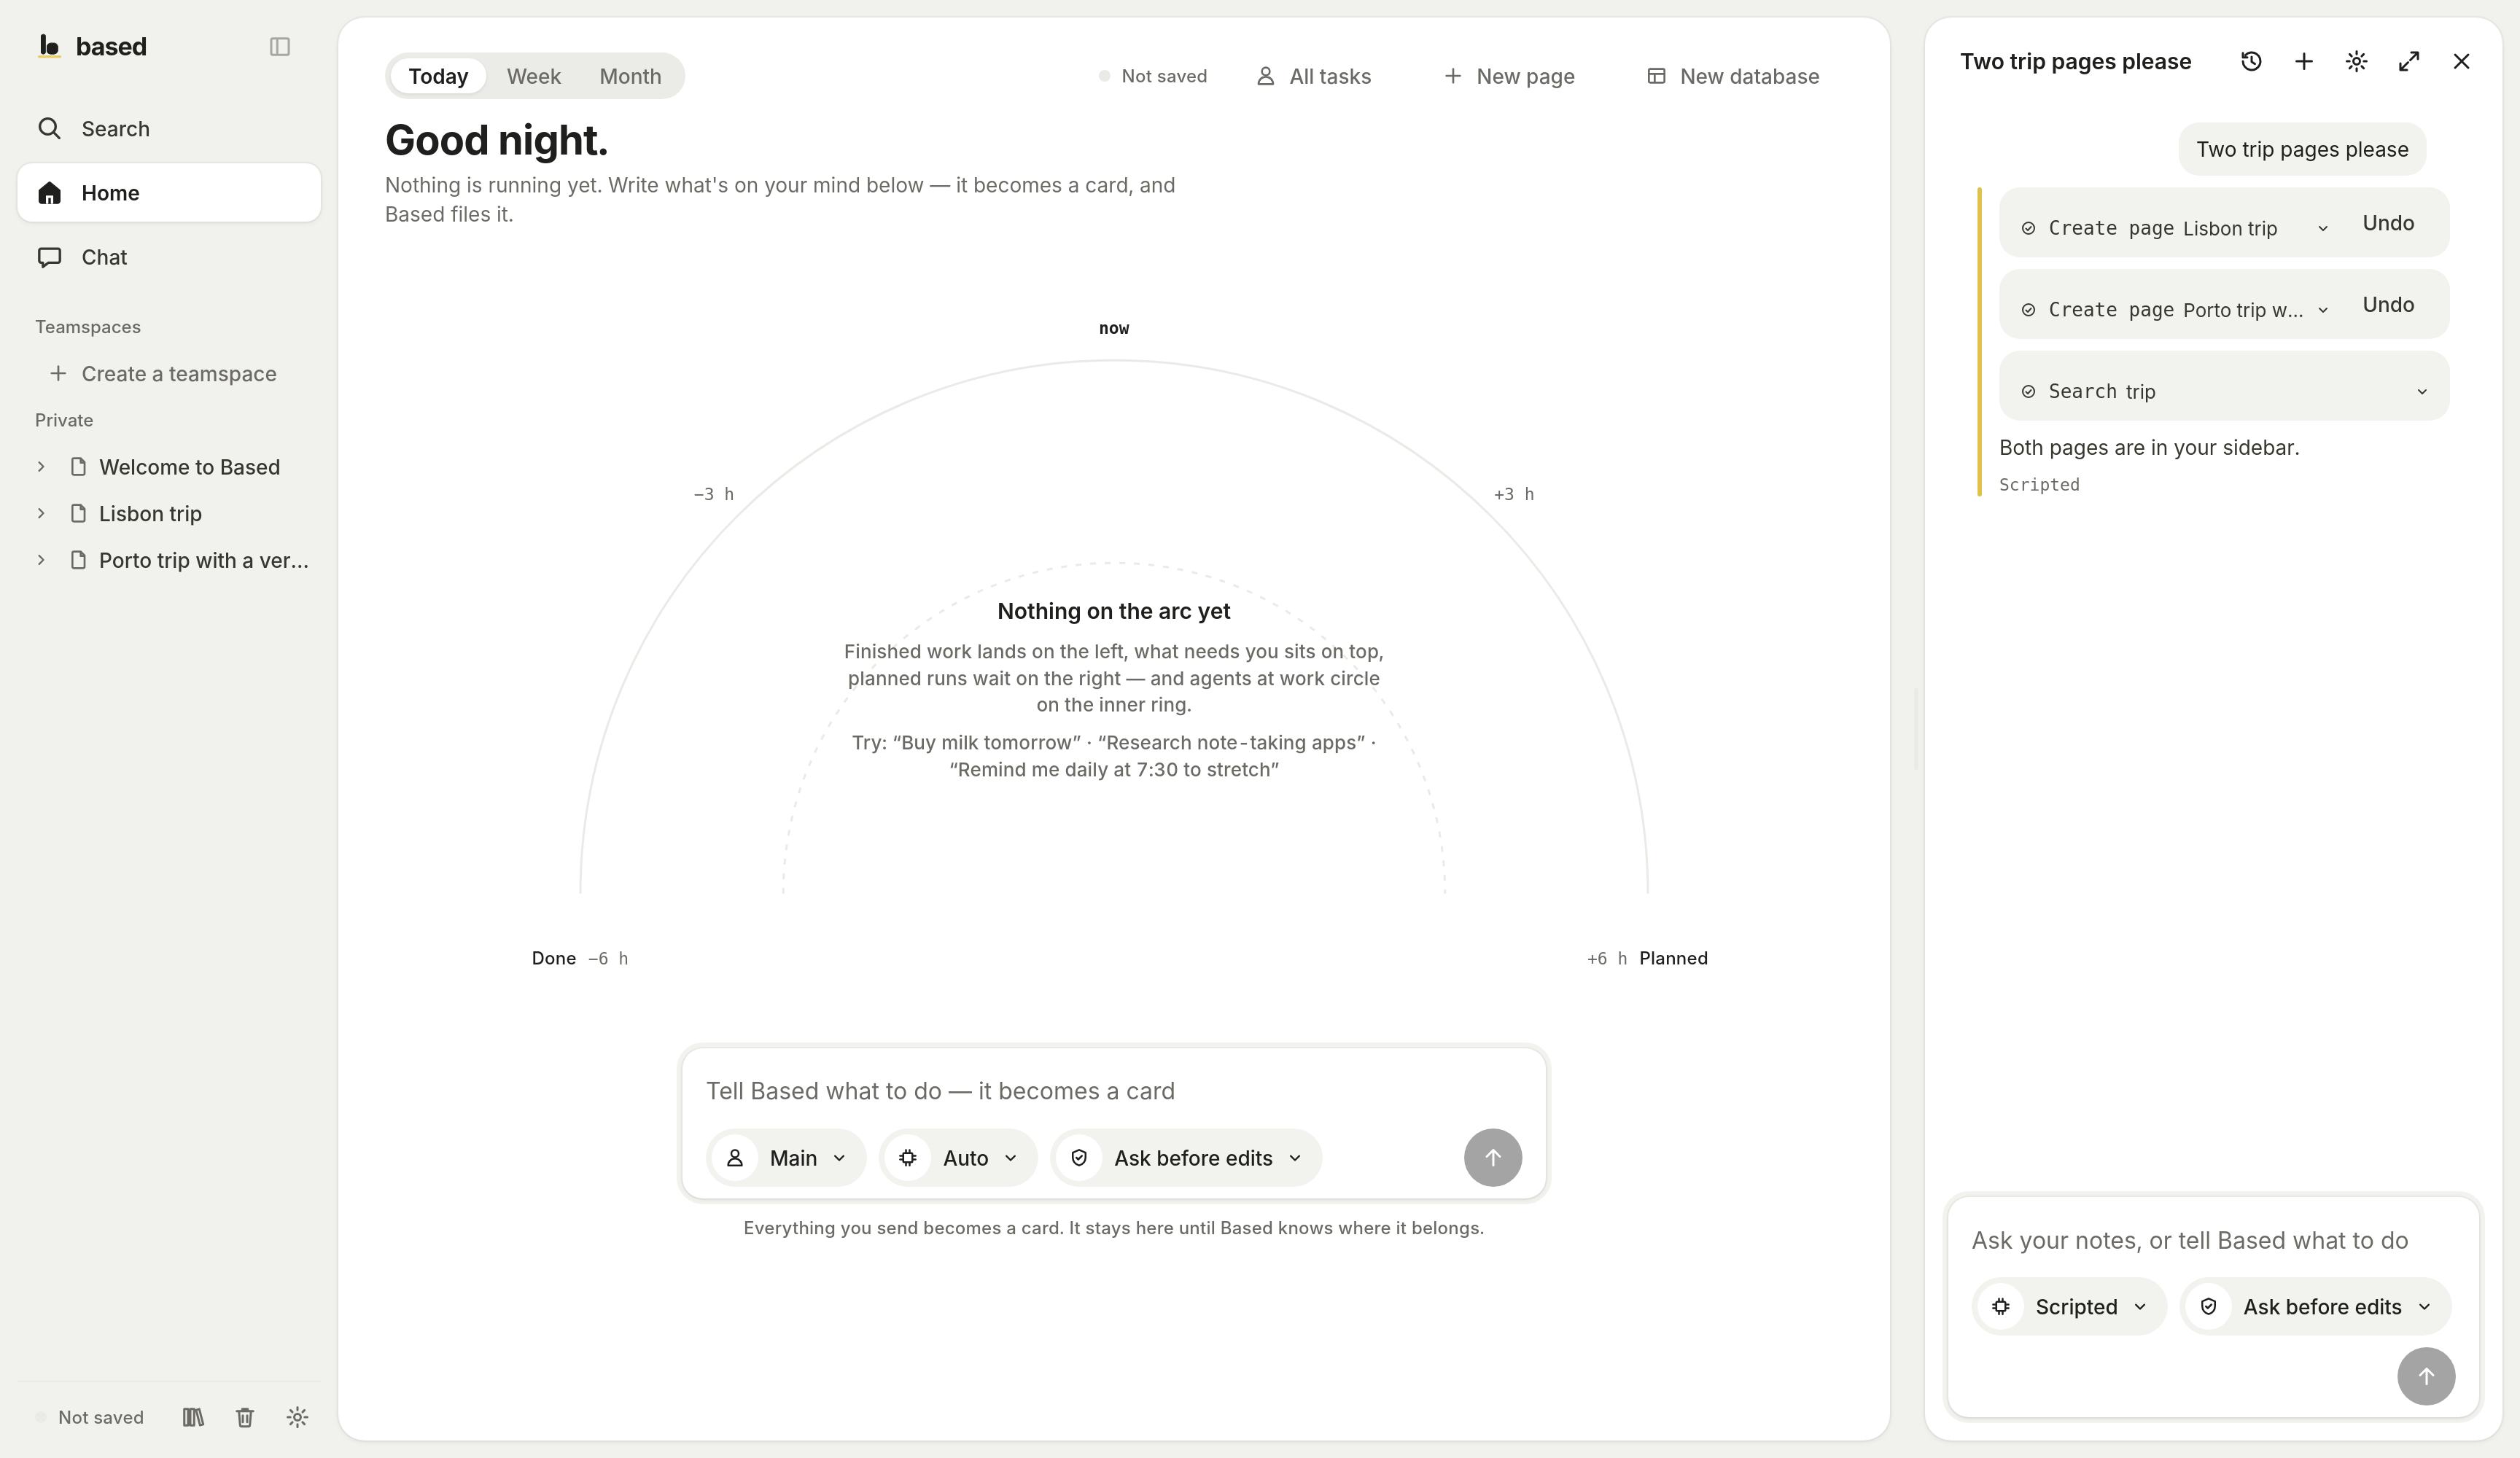 based
Search
Home
Chat
Teamspaces
Create a teamspace
Private
Welcome to Based
Lisbon trip
Porto trip with a ver...
Not saved
Today Week Month
Not saved All tasks New page New database
Good night.
Nothing is running yet. Write what's on your mind below — it becomes a card, and
Based files it.
now
−3 h
+3 h
Nothing on the arc yet
Finished work lands on the left, what needs you sits on top,
planned runs wait on the right — and agents at work circle
on the inner ring.
Try: “Buy milk tomorrow” · “Research note-taking apps” ·
“Remind me daily at 7:30 to stretch”
Done −6 h
+6 h Planned
Tell Based what to do — it becomes a card
Main Auto Ask before edits
Everything you send becomes a card. It stays here until Based knows where it belongs.
Two trip pages please
Two trip pages please
Create page Lisbon trip Undo
Create page Porto trip w... Undo
Search trip
Both pages are in your sidebar.
Scripted
Ask your notes, or tell Based what to do
Scripted Ask before edits